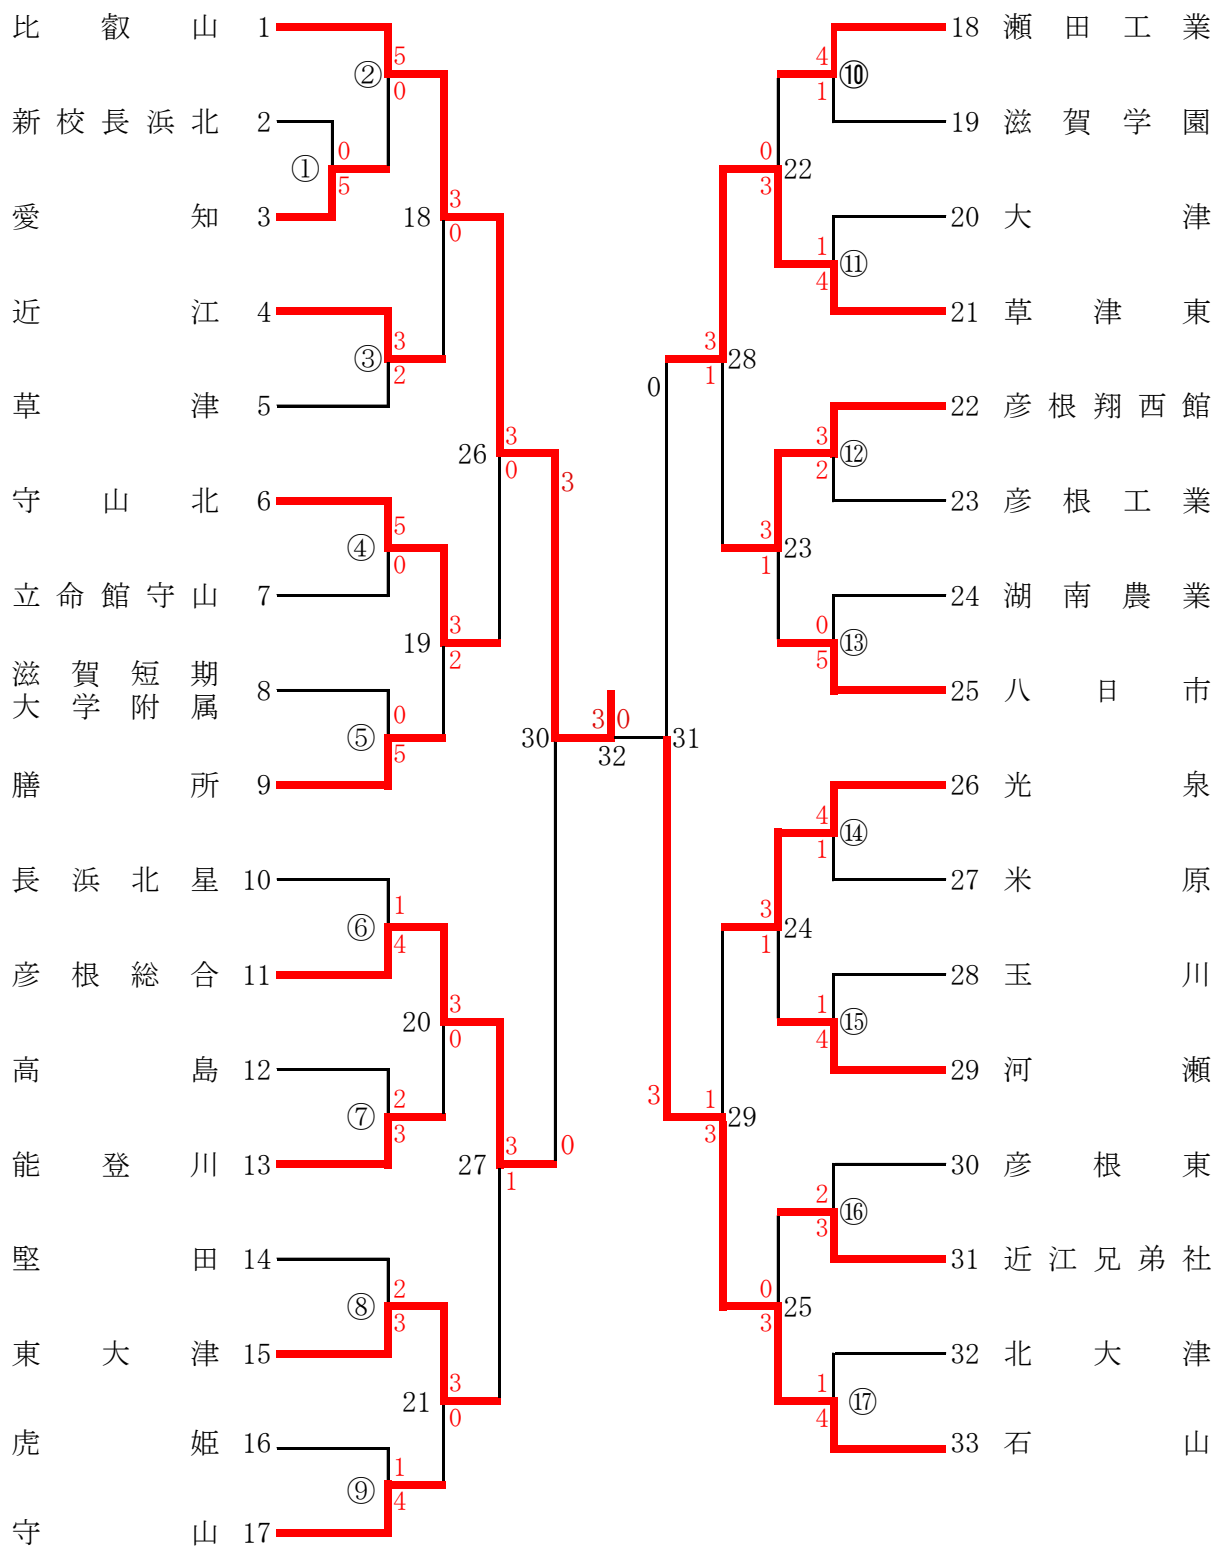 比叡山 1
5
② 0
新校長浜北 2
① 0
5
愛知 3
18 3
0
近江 4
③ 3
2
草津 5
26 3
0
3
守山北 6
④ 5
0
立命館守山 7
19 3
2
滋賀短期
大学附属 8
⑤ 0
5
膳所 9
30 3 0 31
32
長浜北星 10
⑥ 1
4
彦根総合 11
20 3
0
高島 12
⑦ 2
3
能登川 13
27 3 0
1
堅田 14
⑧ 2
3
東大津 15
21 3
0
虎姫 16
⑨ 1
4
守山 17
18 瀬田工業
4 ⑩
1
19 滋賀学園
0 22
3
20 大津
1 ⑪
4
21 草津東
3 28
1
0
22 彦根翔西館
3 ⑫
2
23 彦根工業
3 23
1
24 湖南農業
0 ⑬
5
25 八日市
26 光泉
4 ⑭
1
27 米原
3 24
1
28 玉川
1 ⑮
4
29 河瀬
3 1 29
3
30 彦根東
2 ⑯
3
31 近江兄弟社
0 25
3
32 北大津
1 ⑰
4
33 石山